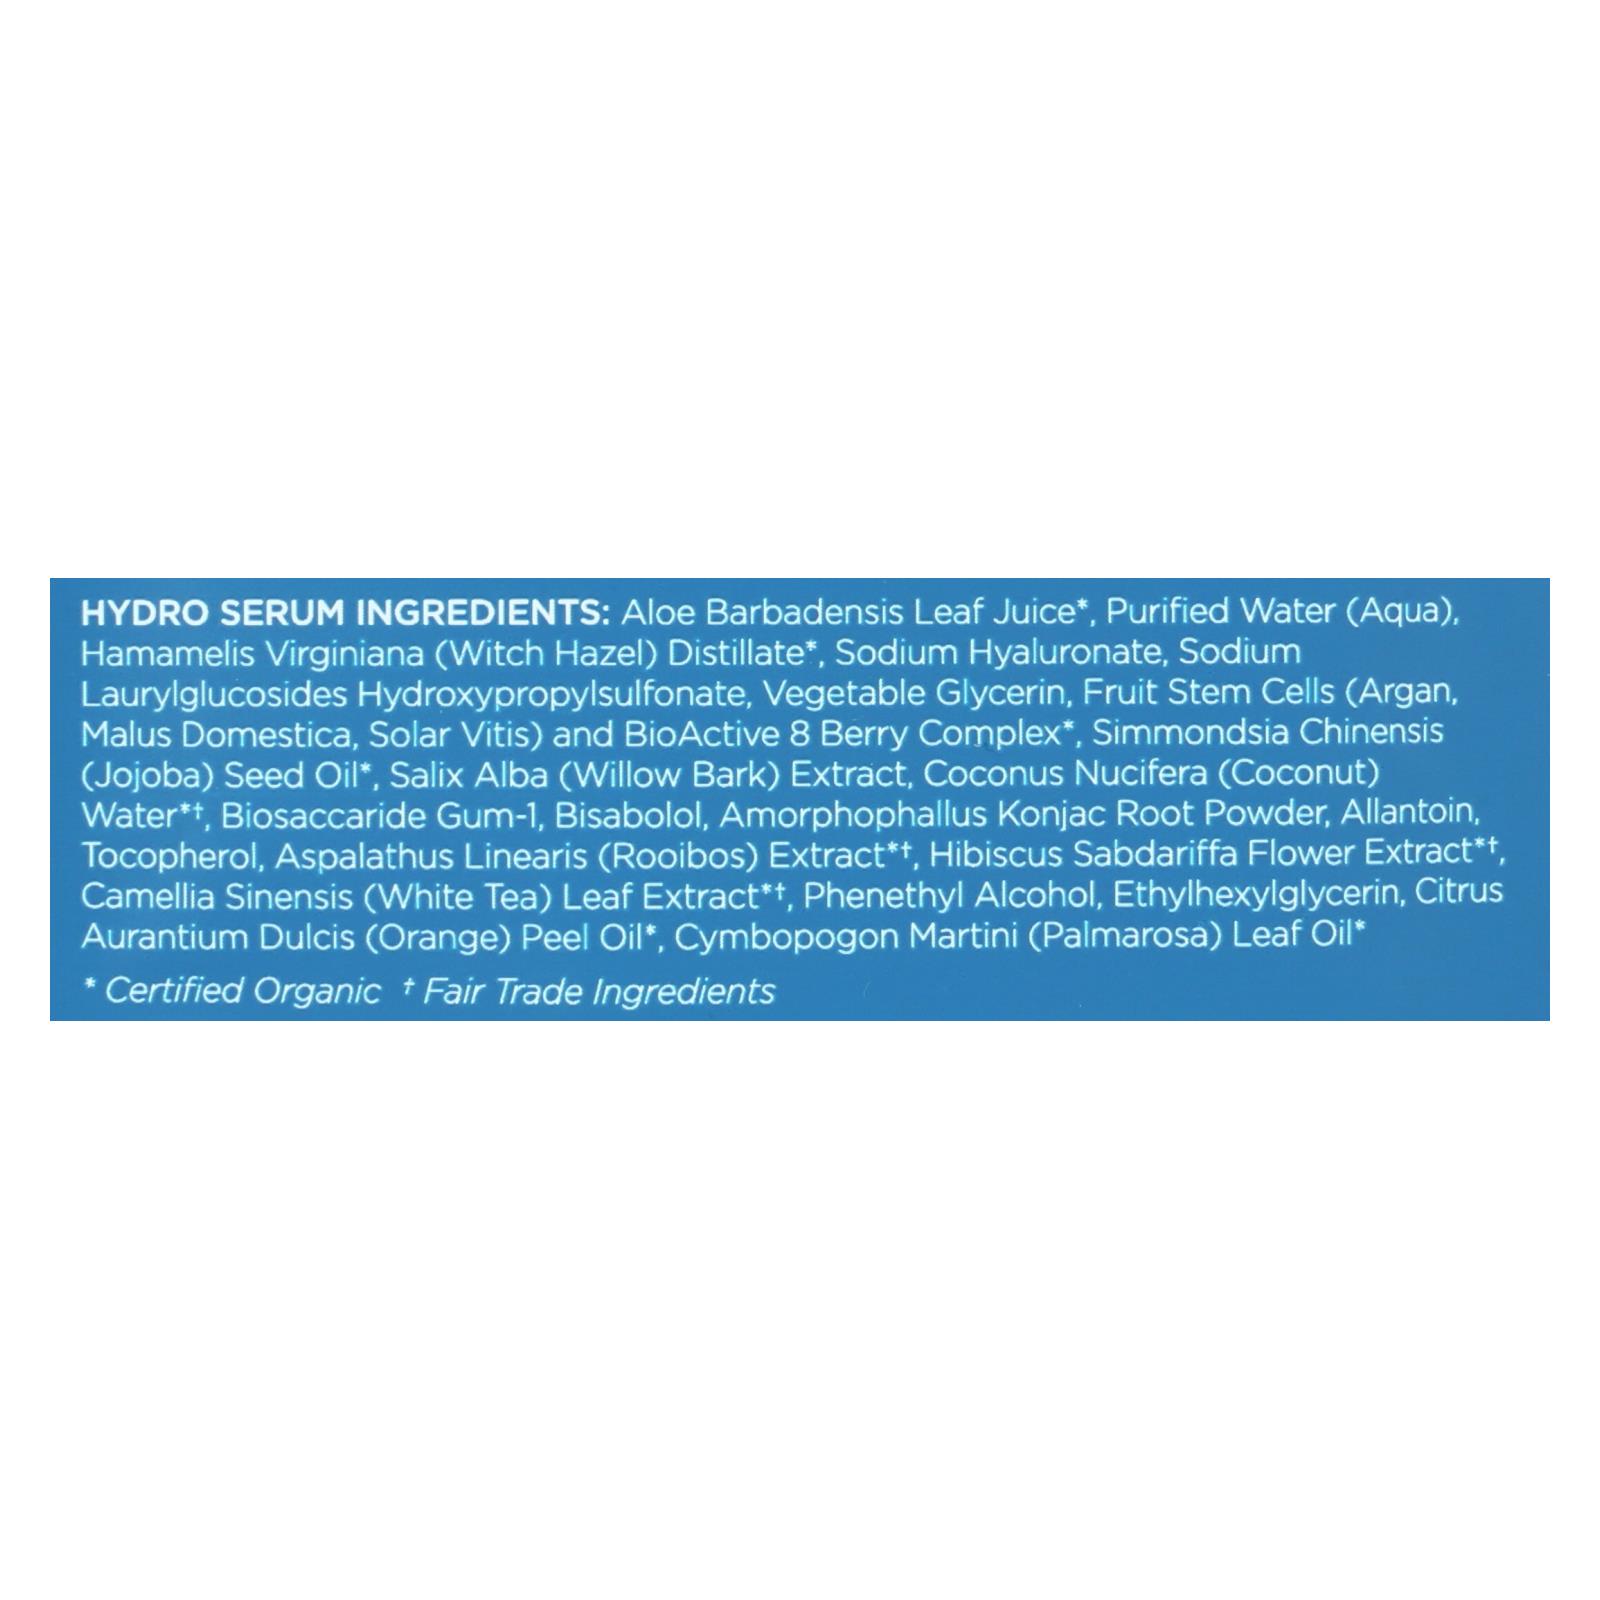 HYDRO SERUM INGREDIENTS: Aloe Barbadensis Leaf Juice*, Purified Water (Aqua),
Hamamelis Virginiana (Witch Hazel) Distillate*, Sodium Hyaluronate, Sodium
Laurylglucosides Hydroxypropylsulfonate, Vegetable Glycerin, Fruit Stem Cells (Argan,
Malus Domestica, Solar Vitis) and BioActive 8 Berry Complex*, Simmondsia Chinensis
(Jojoba) Seed Oil*, Salix Alba (Willow Bark) Extract, Coconus Nucifera (Coconut)
Water*†, Biosaccaride Gum-1, Bisabolol, Amorphophallus Konjac Root Powder, Allantoin,
Tocopherol, Aspalathus Linearis (Rooibos) Extract*†, Hibiscus Sabdariffa Flower Extract*†,
Camellia Sinensis (White Tea) Leaf Extract*†, Phenethyl Alcohol, Ethylhexylglycerin, Citrus
Aurantium Dulcis (Orange) Peel Oil*, Cymbopogon Martini (Palmarosa) Leaf Oil*
* Certified Organic † Fair Trade Ingredients